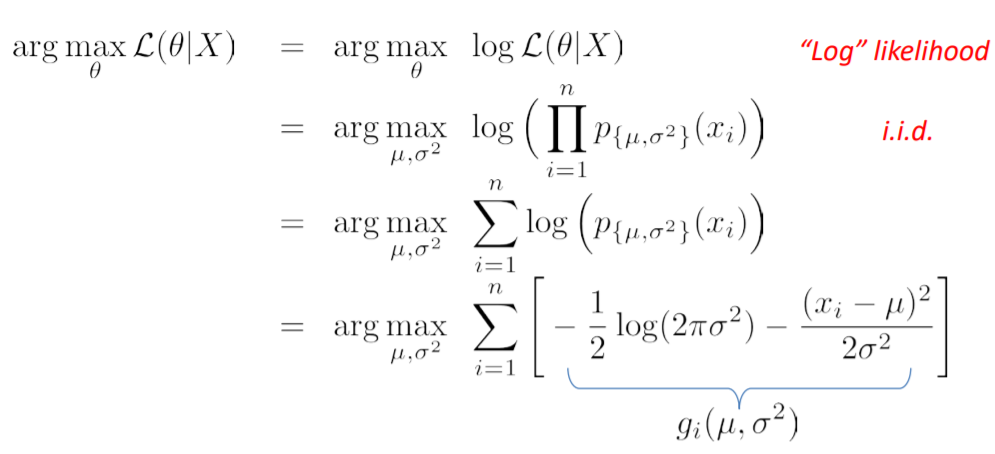 arg max_θ ℒ(θ|X) = arg max_θ log ℒ(θ|X) “Log” likelihood
= arg max_{μ,σ²} log ( ∏_{i=1}^{n} p_{{μ,σ²}}(x_i) ) i.i.d.
= arg max_{μ,σ²} ∑_{i=1}^{n} log ( p_{{μ,σ²}}(x_i) )
= arg max_{μ,σ²} ∑_{i=1}^{n} [ − 1/2 log(2πσ²) − (x_i − μ)²/2σ² ]
g_i(μ, σ²)